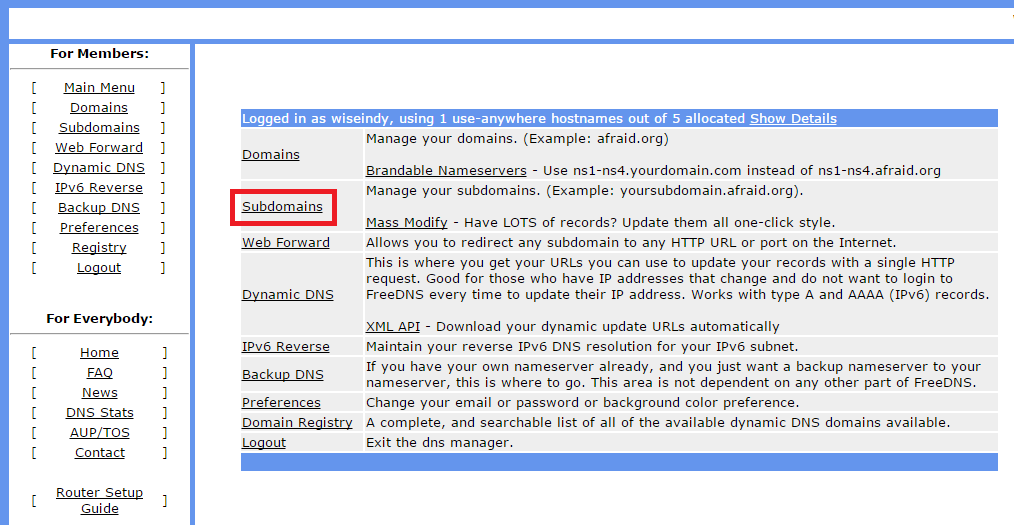 For Members:
[ Main Menu ]
[ Domains ]
[ Subdomains ]
[ Web Forward ]
[ Dynamic DNS ]
[ IPv6 Reverse ]
[ Backup DNS ]
[ Preferences ]
[ Registry ]
[ Logout ]
For Everybody:
[ Home ]
[ FAQ ]
[ News ]
[ DNS Stats ]
[ AUP/TOS ]
[ Contact ]
[ Router Setup
Guide ]
Logged in as wiseindy, using 1 use-anywhere hostnames out of 5 allocated Show Details
Domains
Manage your domains. (Example: afraid.org)
Brandable Nameservers - Use ns1-ns4.yourdomain.com instead of ns1-ns4.afraid.org
Subdomains
Manage your subdomains. (Example: yoursubdomain.afraid.org).
Mass Modify - Have LOTS of records? Update them all one-click style.
Web Forward
Allows you to redirect any subdomain to any HTTP URL or port on the Internet.
Dynamic DNS
This is where you get your URLs you can use to update your records with a single HTTP
request. Good for those who have IP addresses that change and do not want to login to
FreeDNS every time to update their IP address. Works with type A and AAAA (IPv6) records.
XML API - Download your dynamic update URLs automatically
IPv6 Reverse
Maintain your reverse IPv6 DNS resolution for your IPv6 subnet.
Backup DNS
If you have your own nameserver already, and you just want a backup nameserver to your
nameserver, this is where to go. This area is not dependent on any other part of FreeDNS.
Preferences
Change your email or password or background color preference.
Domain Registry
A complete, and searchable list of all of the available dynamic DNS domains available.
Logout
Exit the dns manager.